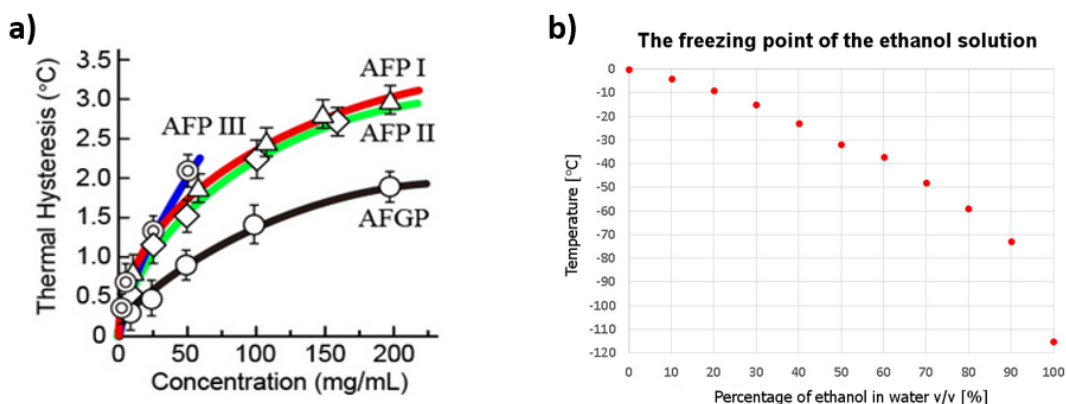 a)
3.5
3.0
2.5
2.0
1.5
1.0
0.5
0
Thermal Hysteresis (°C)
AFP I
AFP II
AFP III
AFGP
0 50 100 150 200
Concentration (mg/mL)
b)
The freezing point of the ethanol solution
0
-10
-20
-30
-40
-50
-60
-70
-80
-90
-100
-110
-120
Temperature [°C]
0 10 20 30 40 50 60 70 80 90 100
Percentage of ethanol in water v/v [%]